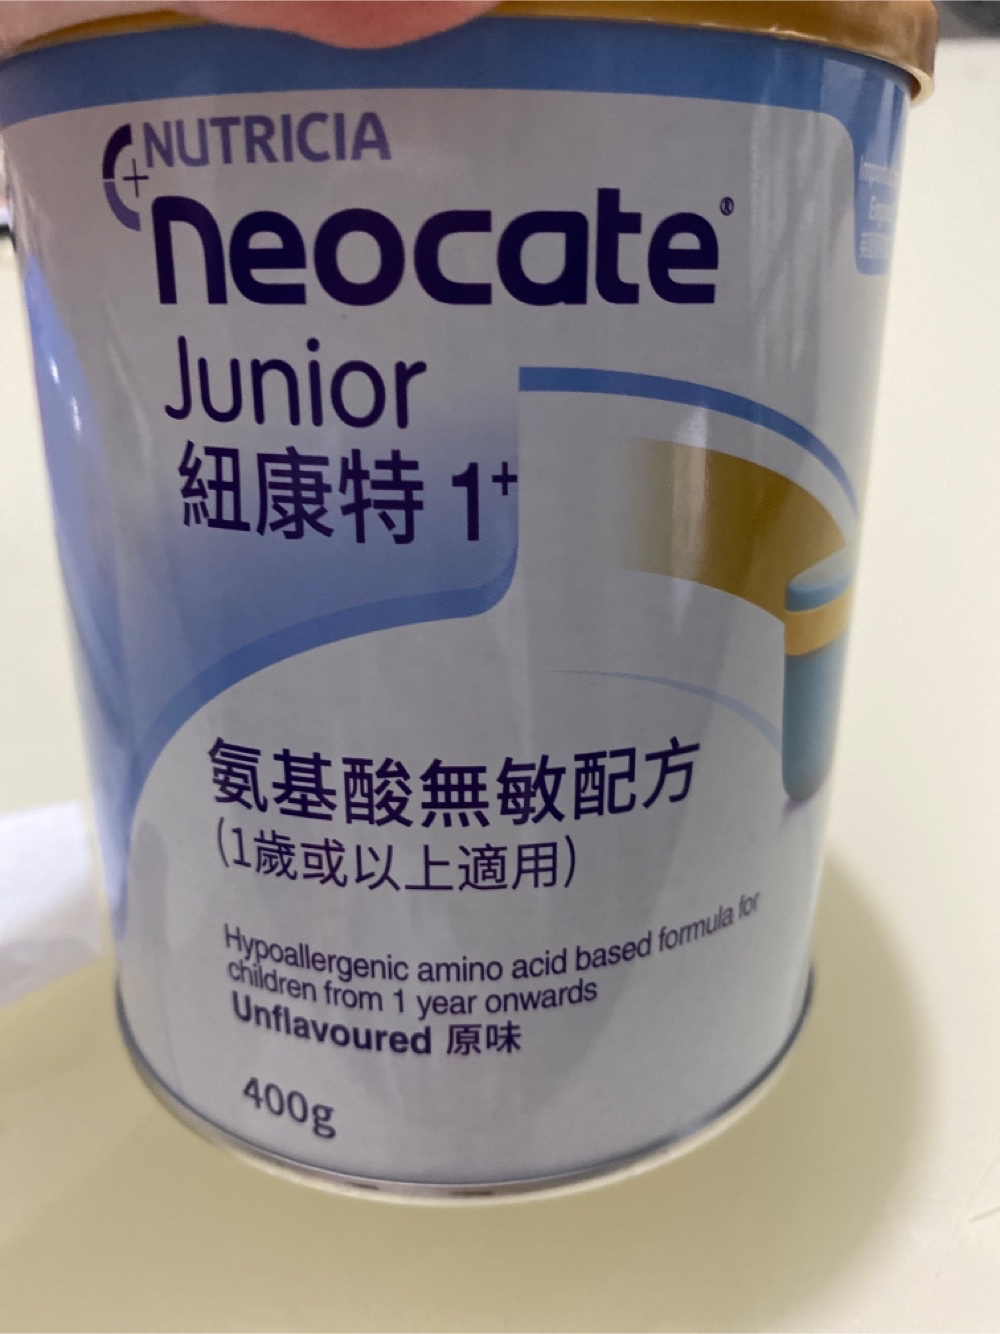 NUTRICIA
neocate®
Junior
紐康特 1+
氨基酸無敏配方
(1歲或以上適用)
Hypoallergenic amino acid based formula for
children from 1 year onwards
Unflavoured 原味
400g